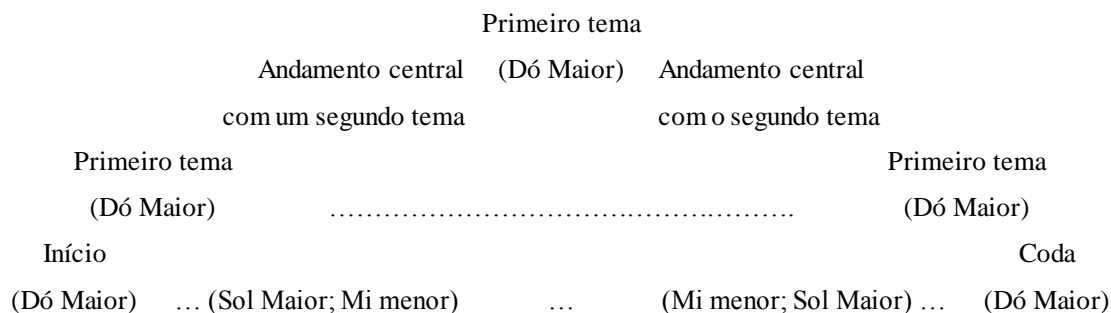 Primeiro tema
Andamento central (Dó Maior) Andamento central
com um segundo tema com o segundo tema
Primeiro tema Primeiro tema
(Dó Maior) ……………………………………………. (Dó Maior)
Início Coda
(Dó Maior) … (Sol Maior; Mi menor) … (Mi menor; Sol Maior) … (Dó Maior)